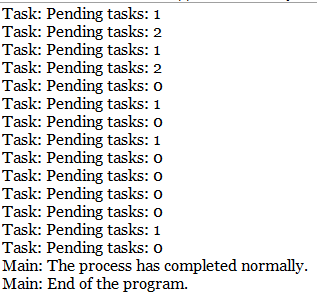 Task: Pending tasks: 1
Task: Pending tasks: 2
Task: Pending tasks: 1
Task: Pending tasks: 2
Task: Pending tasks: 0
Task: Pending tasks: 1
Task: Pending tasks: 0
Task: Pending tasks: 1
Task: Pending tasks: 0
Task: Pending tasks: 0
Task: Pending tasks: 0
Task: Pending tasks: 0
Task: Pending tasks: 1
Task: Pending tasks: 0
Main: The process has completed normally.
Main: End of the program.